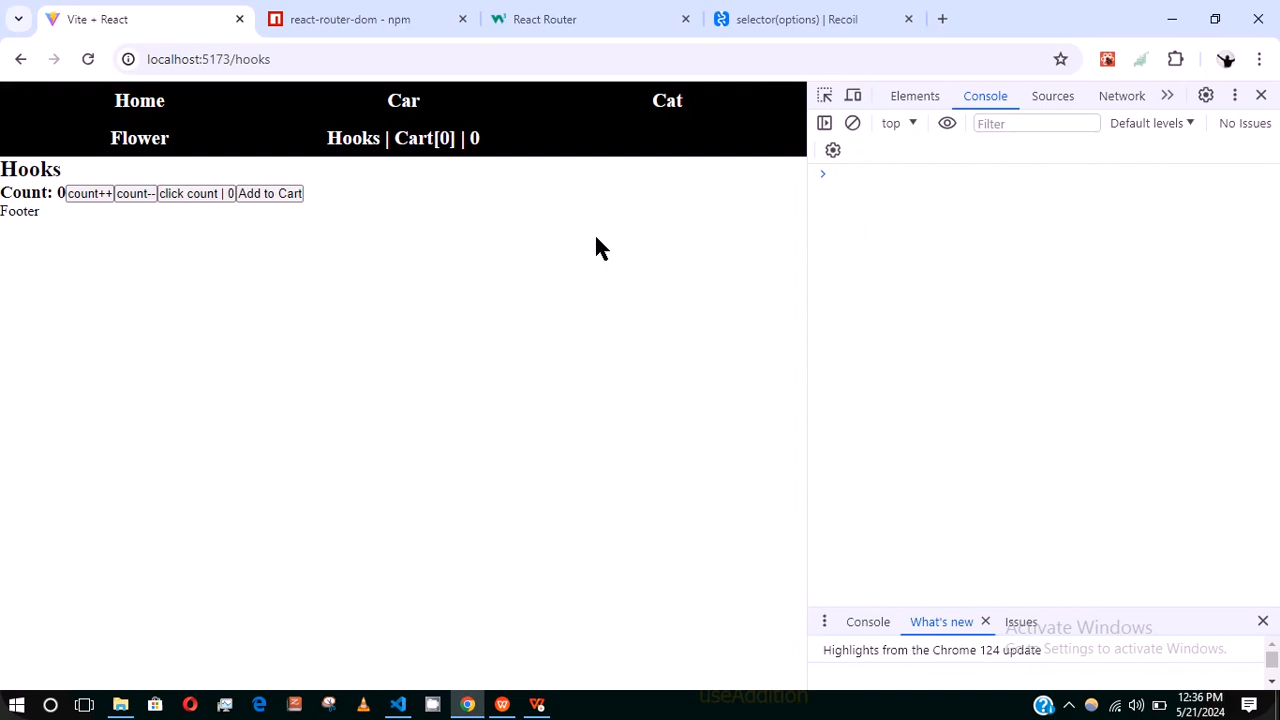 Vite + React
react-router-dom - npm
React Router
selector(options) | Recoil
localhost:5173/hooks
Home Car Cat
Flower Hooks | Cart[0] | 0
Hooks
Count: 0 count++ count-- click count | 0 Add to Cart
Footer
Elements Console Sources Network
top Filter Default levels No Issues
Console What's new Issues
Highlights from the Chrome 124 update
Activate Windows
Go to Settings to activate Windows.
useAddition
12:36 PM
5/21/2024